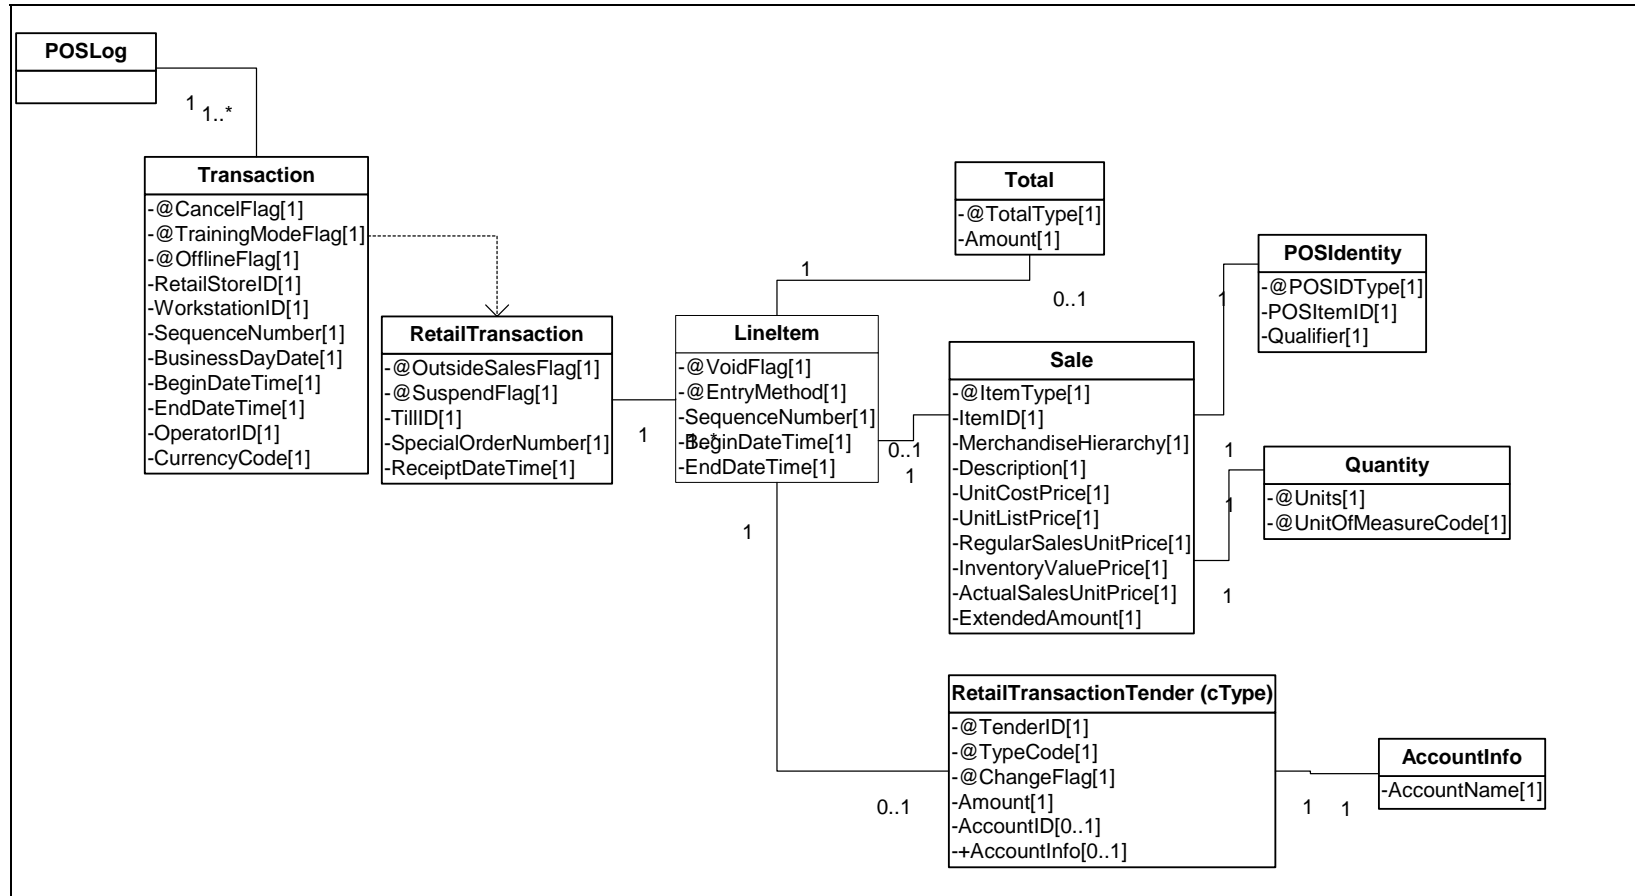 POSLog
1
1..*
Transaction
-@CancelFlag[1]
-@TrainingModeFlag[1]
-@OfflineFlag[1]
-RetailStoreID[1]
-WorkstationID[1]
-SequenceNumber[1]
-BusinessDayDate[1]
-BeginDateTime[1]
-EndDateTime[1]
-OperatorID[1]
-CurrencyCode[1]
RetailTransaction
-@OutsideSalesFlag[1]
-@SuspendFlag[1]
-TillID[1]
-SpecialOrderNumber[1]
-ReceiptDateTime[1]
1
1..*
LineItem
-@VoidFlag[1]
-@EntryMethod[1]
-SequenceNumber[1]
-BeginDateTime[1]
-EndDateTime[1]
1
0..1
Total
-@TotalType[1]
-Amount[1]
0..1
1
Sale
-@ItemType[1]
-ItemID[1]
-MerchandiseHierarchy[1]
-Description[1]
-UnitCostPrice[1]
-UnitListPrice[1]
-RegularSalesUnitPrice[1]
-InventoryValuePrice[1]
-ActualSalesUnitPrice[1]
-ExtendedAmount[1]
1
1
POSIdentity
-@POSIDType[1]
-POSItemID[1]
-Qualifier[1]
1
1
Quantity
-@Units[1]
-@UnitOfMeasureCode[1]
1
0..1
RetailTransactionTender (cType)
-@TenderID[1]
-@TypeCode[1]
-@ChangeFlag[1]
-Amount[1]
-AccountID[0..1]
-+AccountInfo[0..1]
1
1
AccountInfo
-AccountName[1]